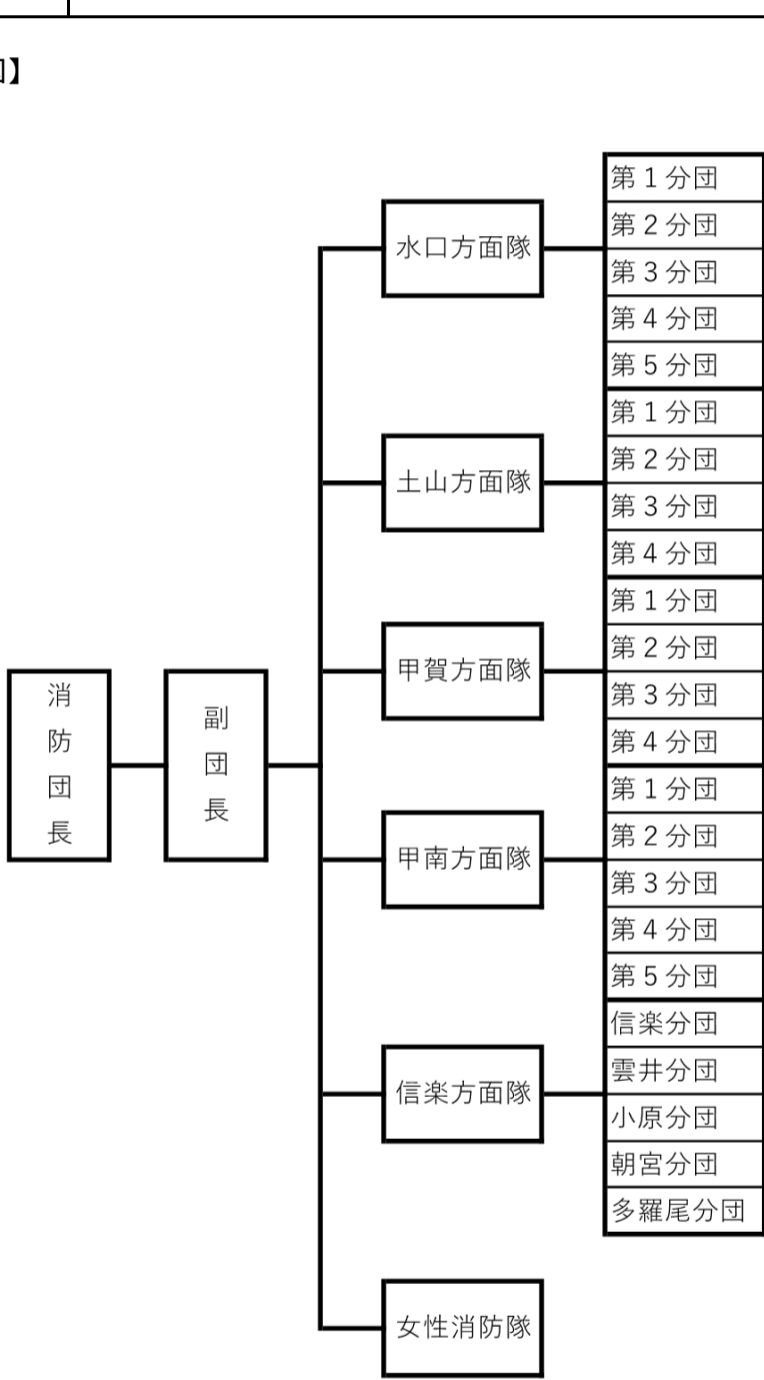 】
消防団長
副団長
水口方面隊
第1分団
第2分団
第3分団
第4分団
第5分団
土山方面隊
第1分団
第2分団
第3分団
第4分団
甲賀方面隊
第1分団
第2分団
第3分団
第4分団
甲南方面隊
第1分団
第2分団
第3分団
第4分団
第5分団
信楽方面隊
信楽分団
雲井分団
小原分団
朝宮分団
多羅尾分団
女性消防隊